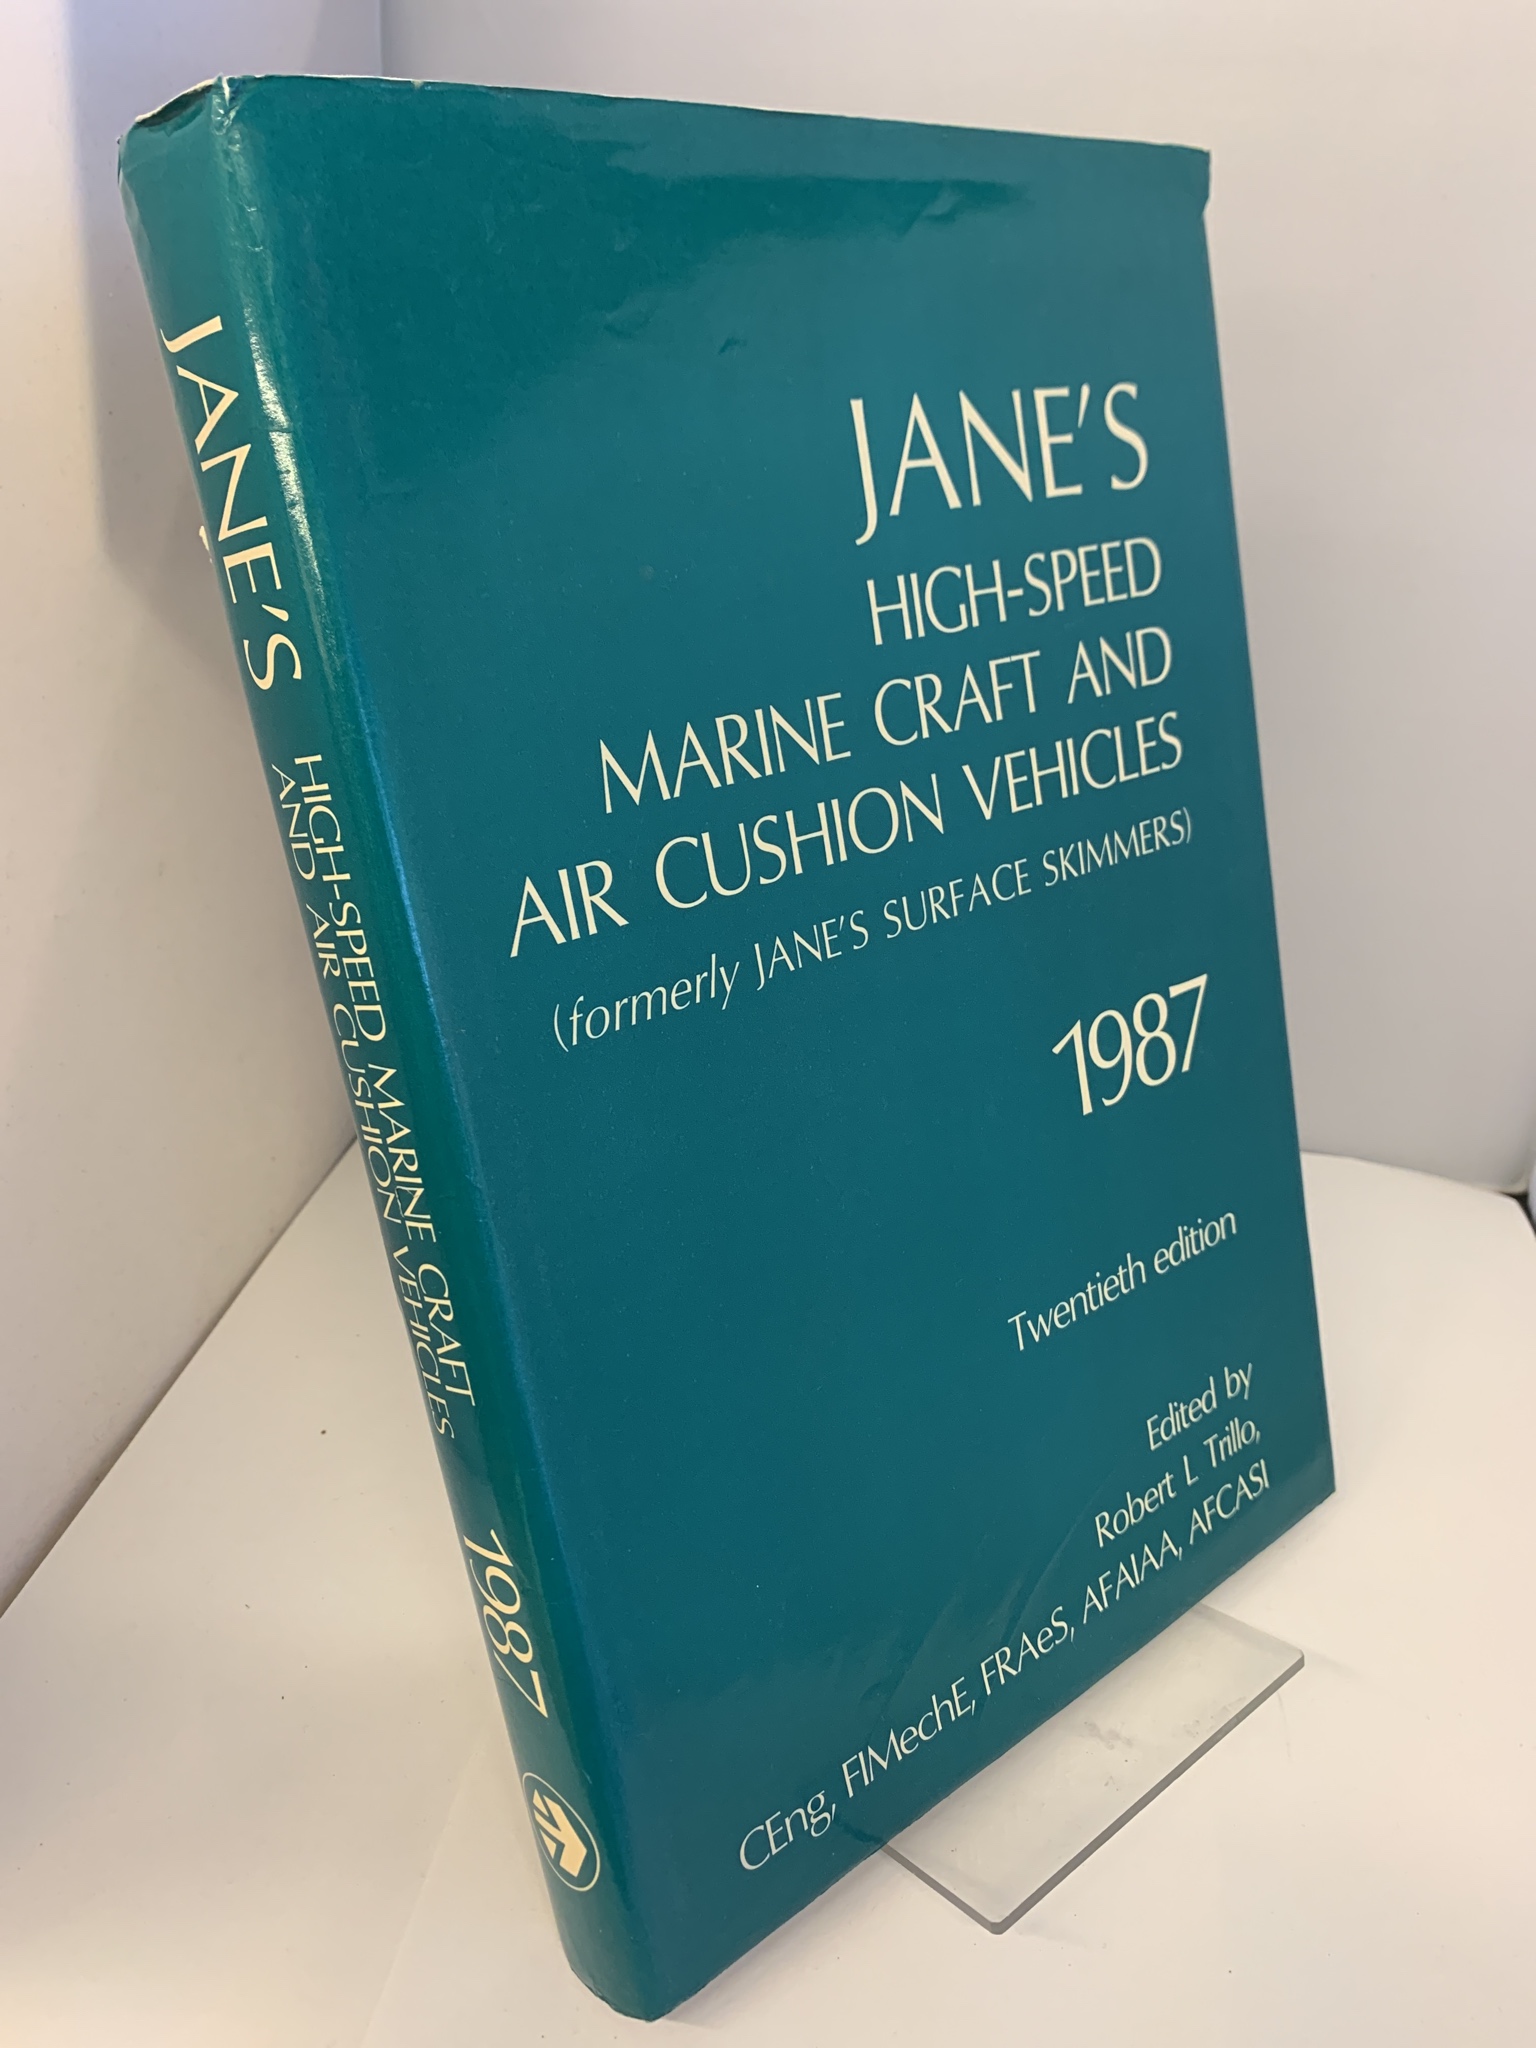 JANE'S
HIGH-SPEED MARINE CRAFT
AND AIR CUSHION VEHICLES
1987
JANE'S
HIGH-SPEED
MARINE CRAFT AND
AIR CUSHION VEHICLES
(formerly JANE'S SURFACE SKIMMERS)
1987
Twentieth edition
Edited by
Robert L Trillo,
CEng, FIMechE, FRAeS, AFAIAA, AFCASI